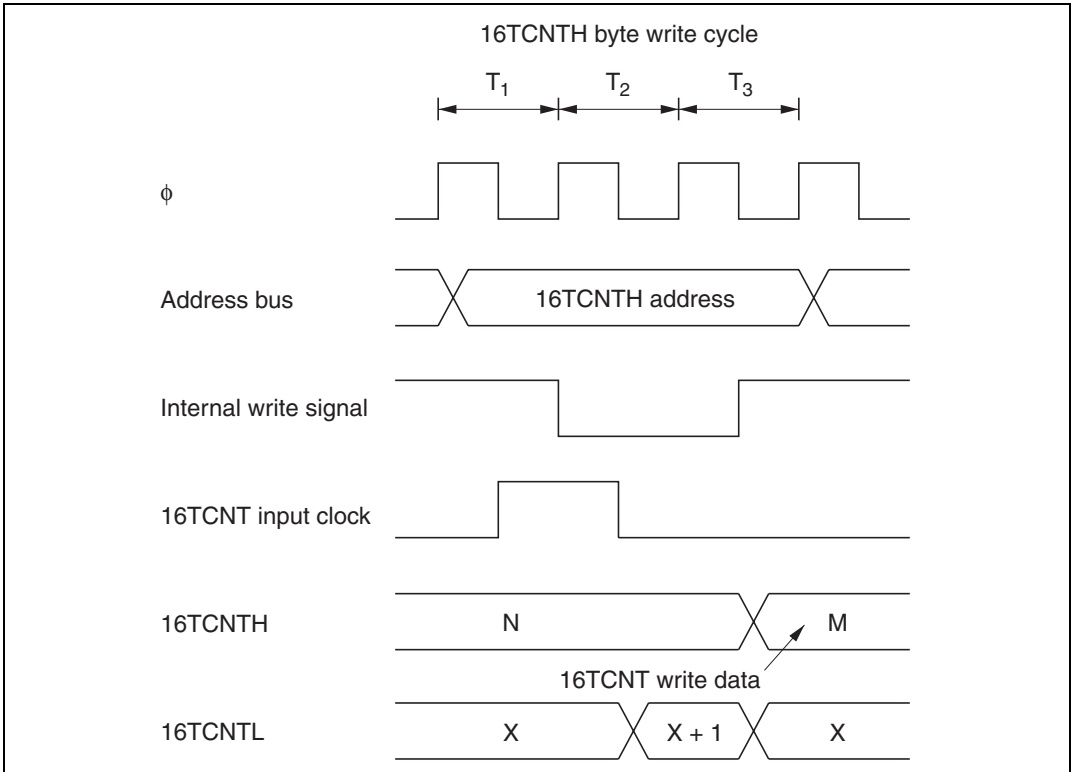 16TCNTH byte write cycle
T1 T2 T3
φ
Address bus 16TCNTH address
Internal write signal
16TCNT input clock
16TCNTH N M
16TCNT write data
16TCNTL X X + 1 X